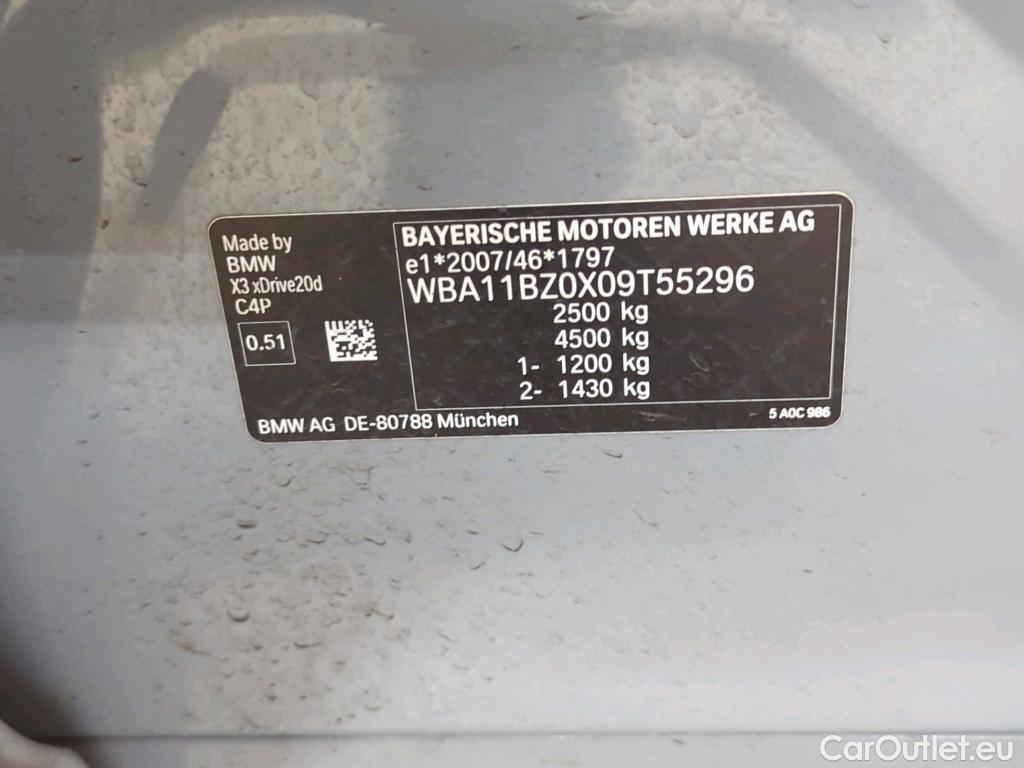 Made by
BMW
X3 xDrive20d
C4P
0.51
BAYERISCHE MOTOREN WERKE AG
e1*2007/46*1797
WBA11BZ0X09T55296
2500 kg
4500 kg
1- 1200 kg
2- 1430 kg
BMW AG DE-80788 München
5 A0C 986
CarOutlet.eu